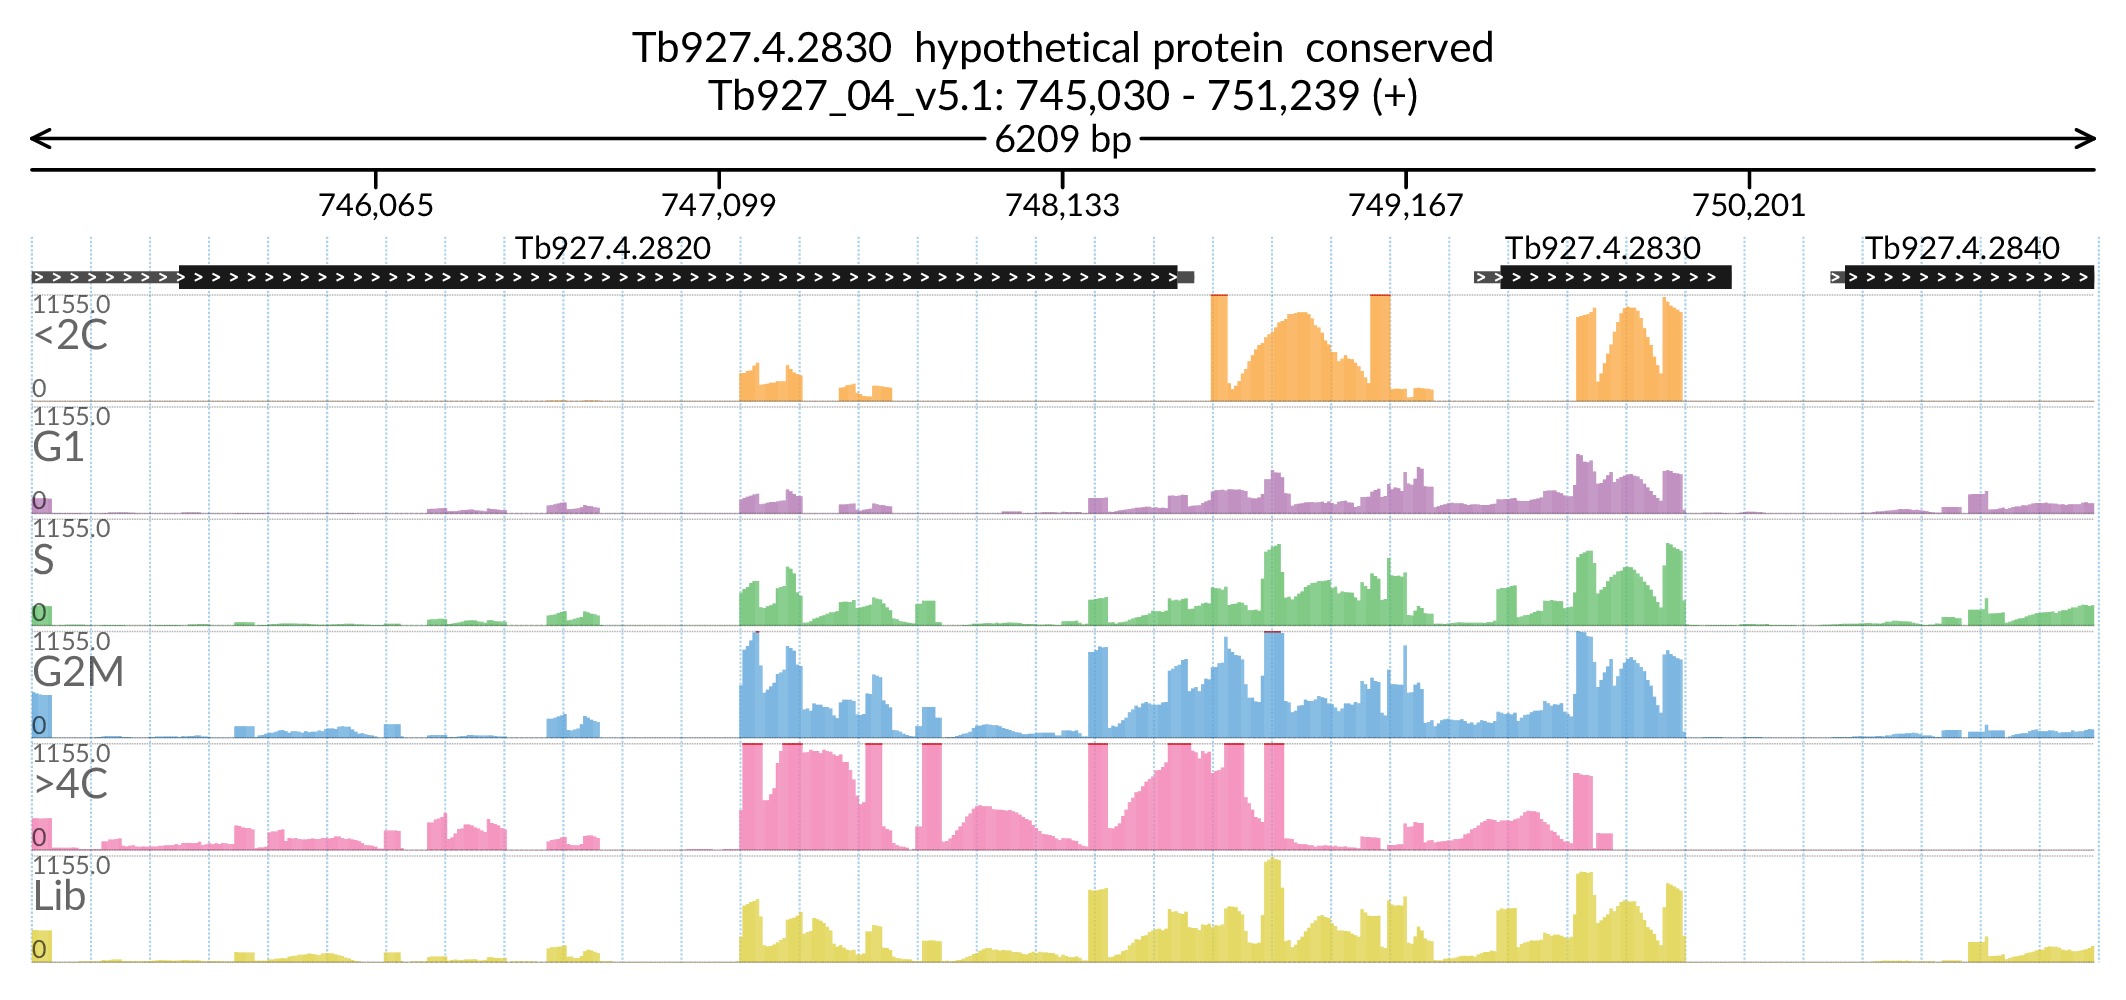 Tb927.4.2830  hypothetical protein  conserved
Tb927_04_v5.1: 745,030 - 751,239 (+)
6209 bp
746,065 747,099 748,133 749,167 750,201
Tb927.4.2820 Tb927.4.2830 Tb927.4.2840
1155.0
<2C
0
1155.0
G1
0
1155.0
S
0
1155.0
G2M
0
1155.0
>4C
0
1155.0
Lib
0